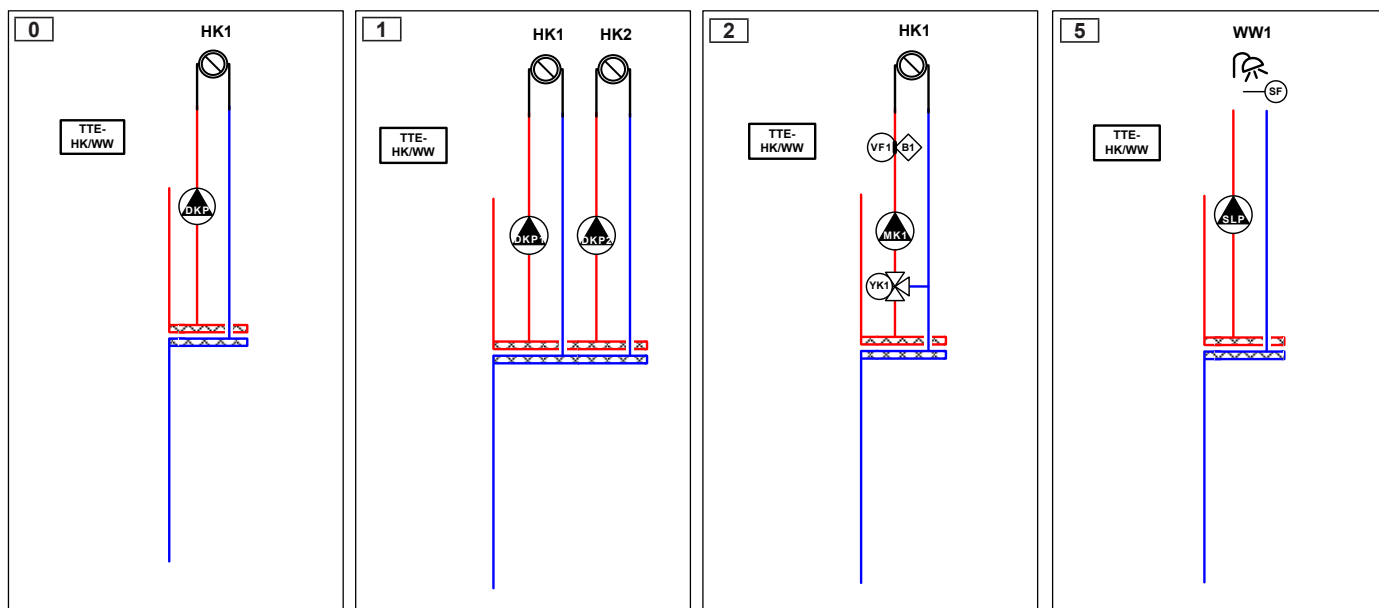 0
HK1
TTE-
HK/WW
DKP
1
HK1 HK2
TTE-
HK/WW
DKP1 DKP2
2
HK1
TTE-
HK/WW
VF1 B1
MK1
YK1
5
WW1
SF
TTE-
HK/WW
SLP